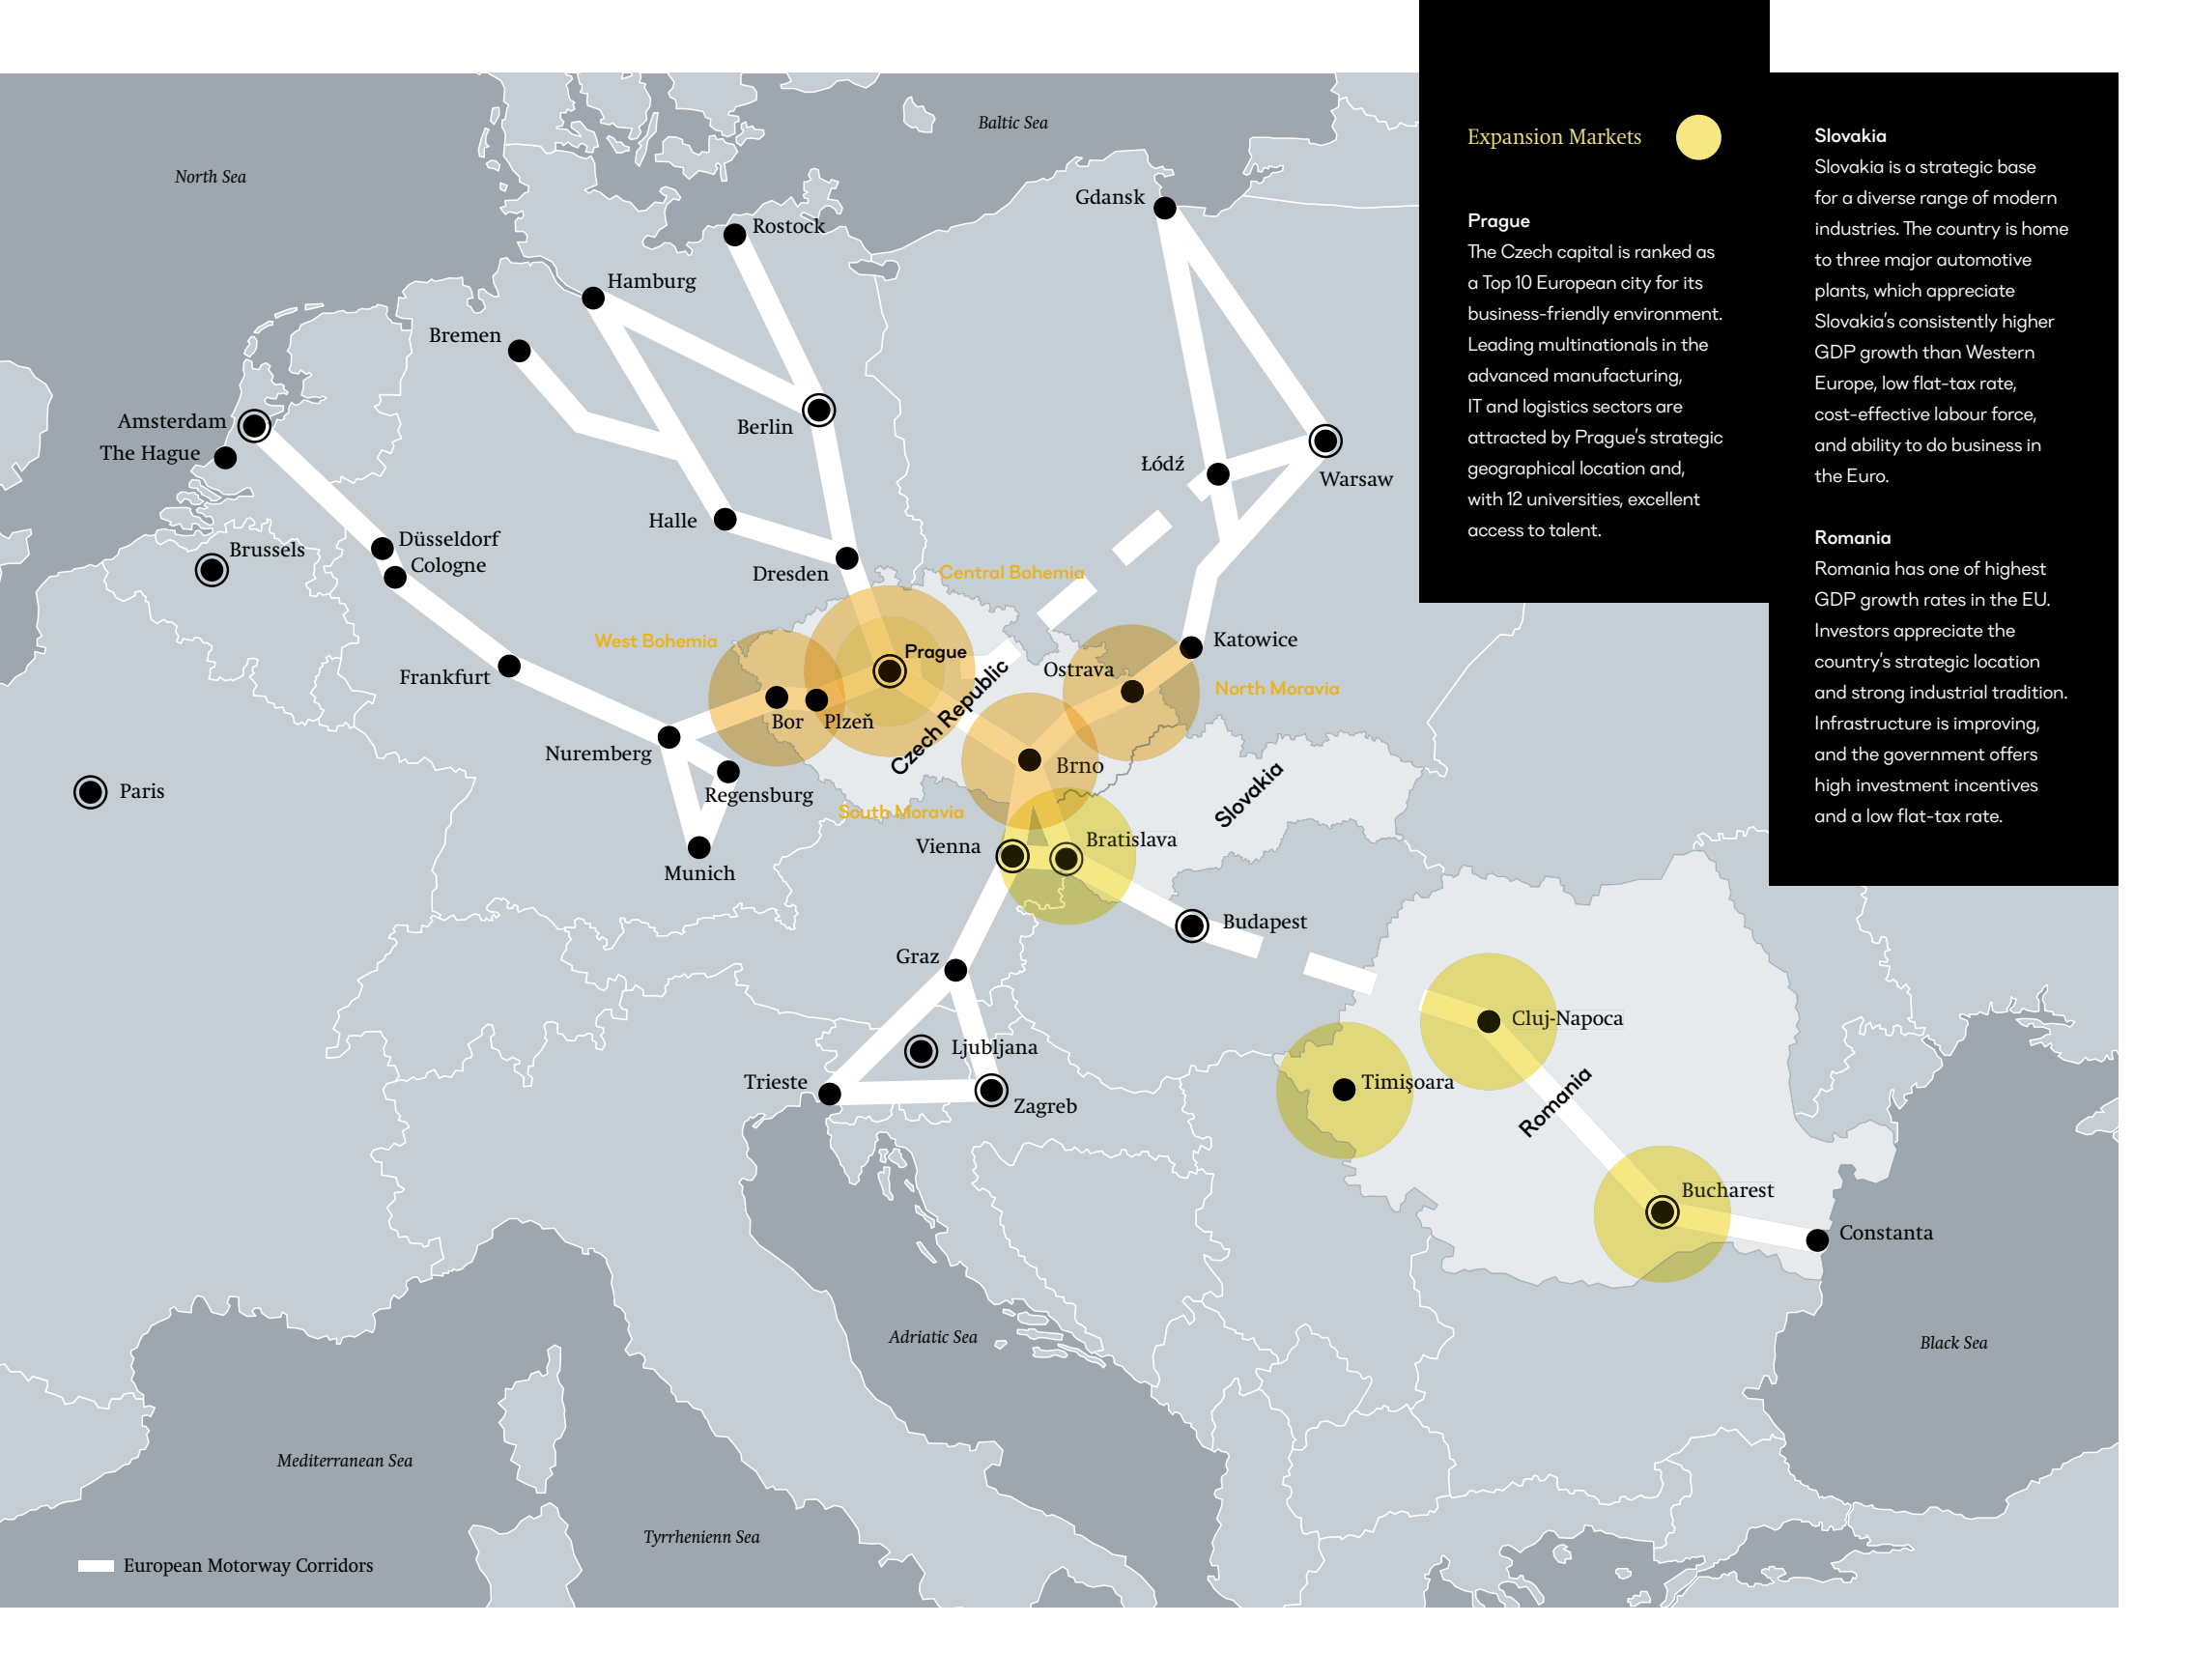 Expansion Markets
Prague
The Czech capital is ranked as
a Top 10 European city for its
business-friendly environment.
Leading multinationals in the
advanced manufacturing,
IT and logistics sectors are
attracted by Prague's strategic
geographical location and,
with 12 universities, excellent
access to talent.
Slovakia
Slovakia is a strategic base
for a diverse range of modern
industries. The country is home
to three major automotive
plants, which appreciate
Slovakia's consistently higher
GDP growth than Western
Europe, low flat-tax rate,
cost-effective labour force,
and ability to do business in
the Euro.
Romania
Romania has one of highest
GDP growth rates in the EU.
Investors appreciate the
country's strategic location
and strong industrial tradition.
Infrastructure is improving,
and the government offers
high investment incentives
and a low flat-tax rate.
Baltic Sea
North Sea
Gdansk
Rostock
Hamburg
Bremen
Amsterdam
Berlin
The Hague
Łódź
Warsaw
Halle
Düsseldorf
Brussels
Cologne
Dresden
Central Bohemia
West Bohemia
Katowice
Prague
Ostrava
Frankfurt
North Moravia
Bor
Plzeň
Czech Republic
Nuremberg
Brno
Paris
Regensburg
Slovakia
South Moravia
Vienna
Bratislava
Munich
Budapest
Graz
Cluj-Napoca
Ljubljana
Trieste
Timişoara
Zagreb
Romania
Bucharest
Constanta
Adriatic Sea
Black Sea
Mediterranean Sea
Tyrrhenienn Sea
European Motorway Corridors